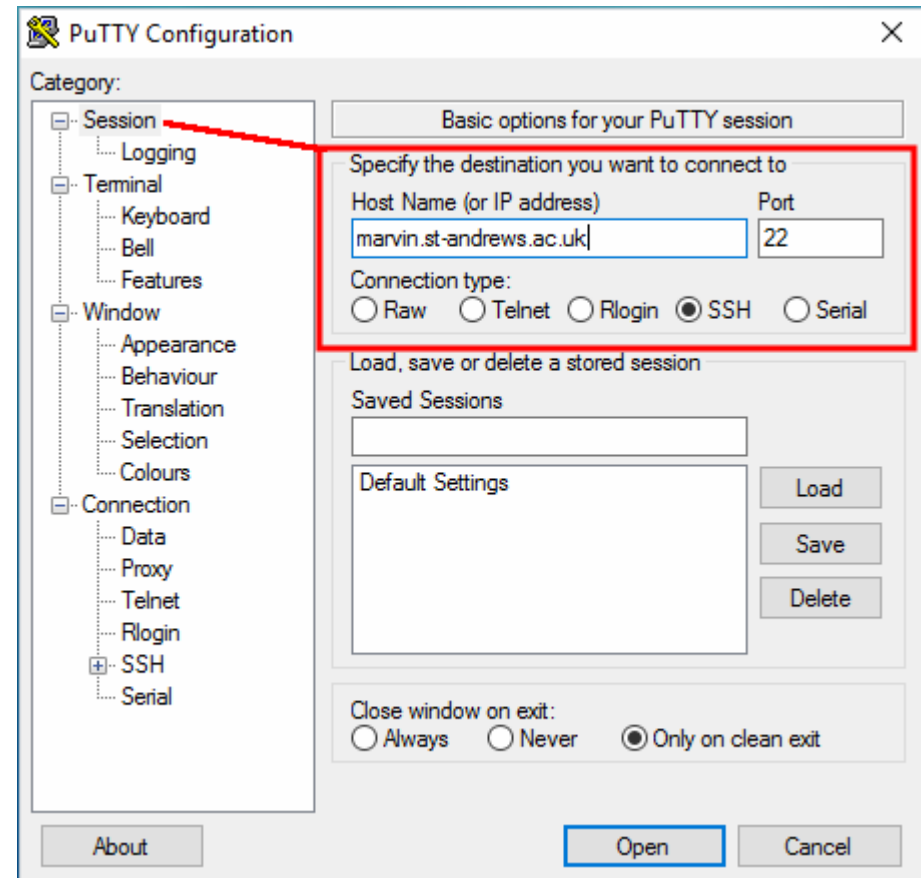 PuTTY Configuration
Category:
Session
Logging
Terminal
Keyboard
Bell
Features
Window
Appearance
Behaviour
Translation
Selection
Colours
Connection
Data
Proxy
Telnet
Rlogin
SSH
Serial
Basic options for your PuTTY session
Specify the destination you want to connect to
Host Name (or IP address) Port
marvin.st-andrews.ac.uk 22
Connection type:
Raw Telnet Rlogin SSH Serial
Load, save or delete a stored session
Saved Sessions
Default Settings
Load
Save
Delete
Close window on exit:
Always Never Only on clean exit
About Open Cancel